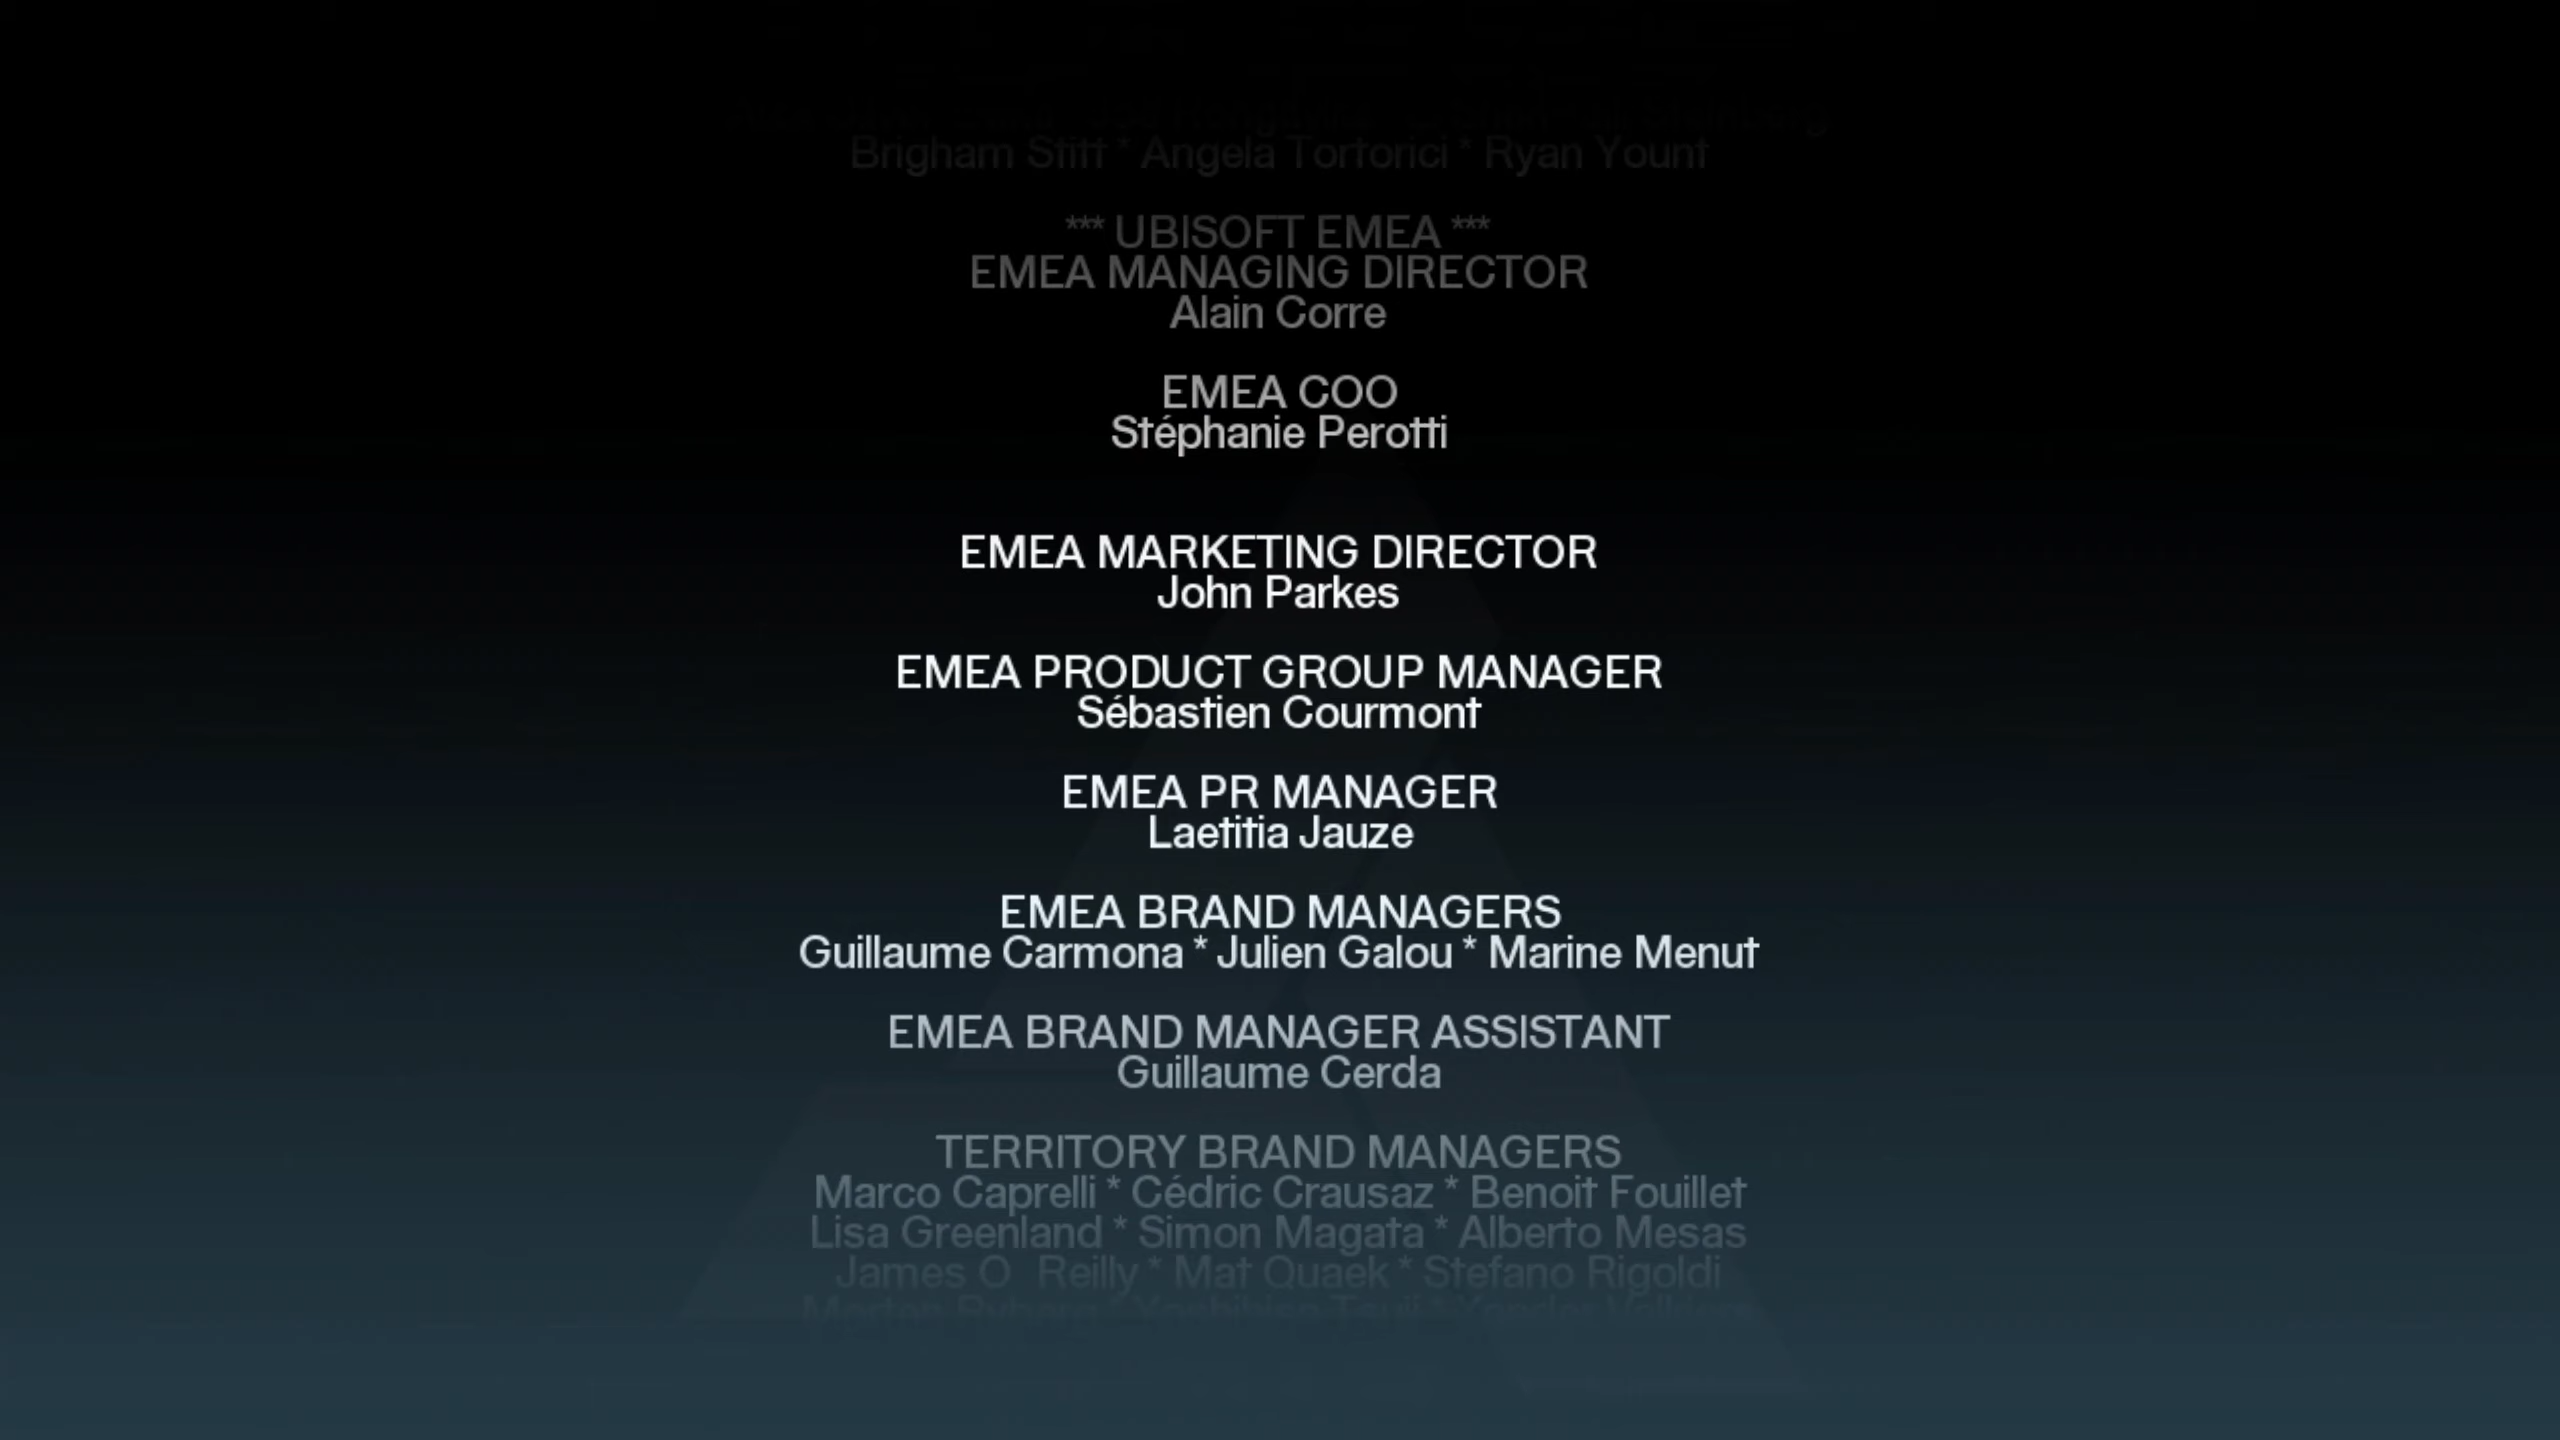 Brigham Stitt * Angela Tortorici * Ryan Yount
*** UBISOFT EMEA ***
EMEA MANAGING DIRECTOR
Alain Corre
EMEA COO
Stéphanie Perotti
EMEA MARKETING DIRECTOR
John Parkes
EMEA PRODUCT GROUP MANAGER
Sébastien Courmont
EMEA PR MANAGER
Laetitia Jauze
EMEA BRAND MANAGERS
Guillaume Carmona * Julien Galou * Marine Menut
EMEA BRAND MANAGER ASSISTANT
Guillaume Cerda
TERRITORY BRAND MANAGERS
Marco Caprelli * Cédric Crausaz * Benoit Fouillet
Lisa Greenland * Simon Magata * Alberto Mesas
James O Reilly * Mat Quaek * Stefano Rigoldi